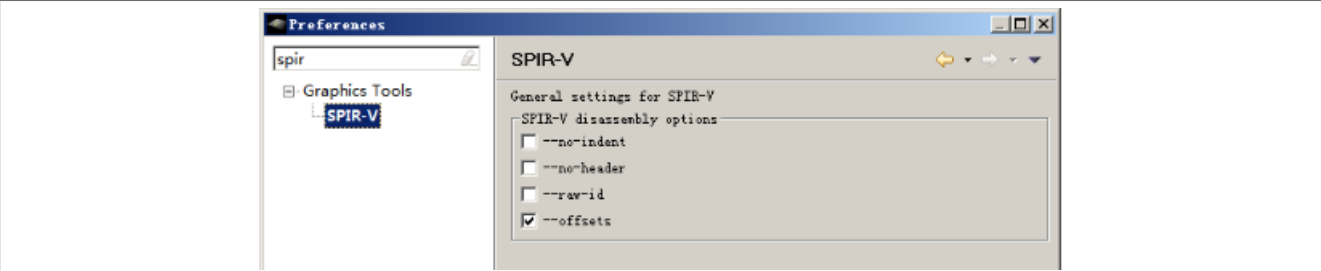 Preferences
spir
Graphics Tools
SPIR-V
SPIR-V
General settings for SPIR-V
SPIR-V disassembly options
--no-indent
--no-header
--raw-id
--offsets